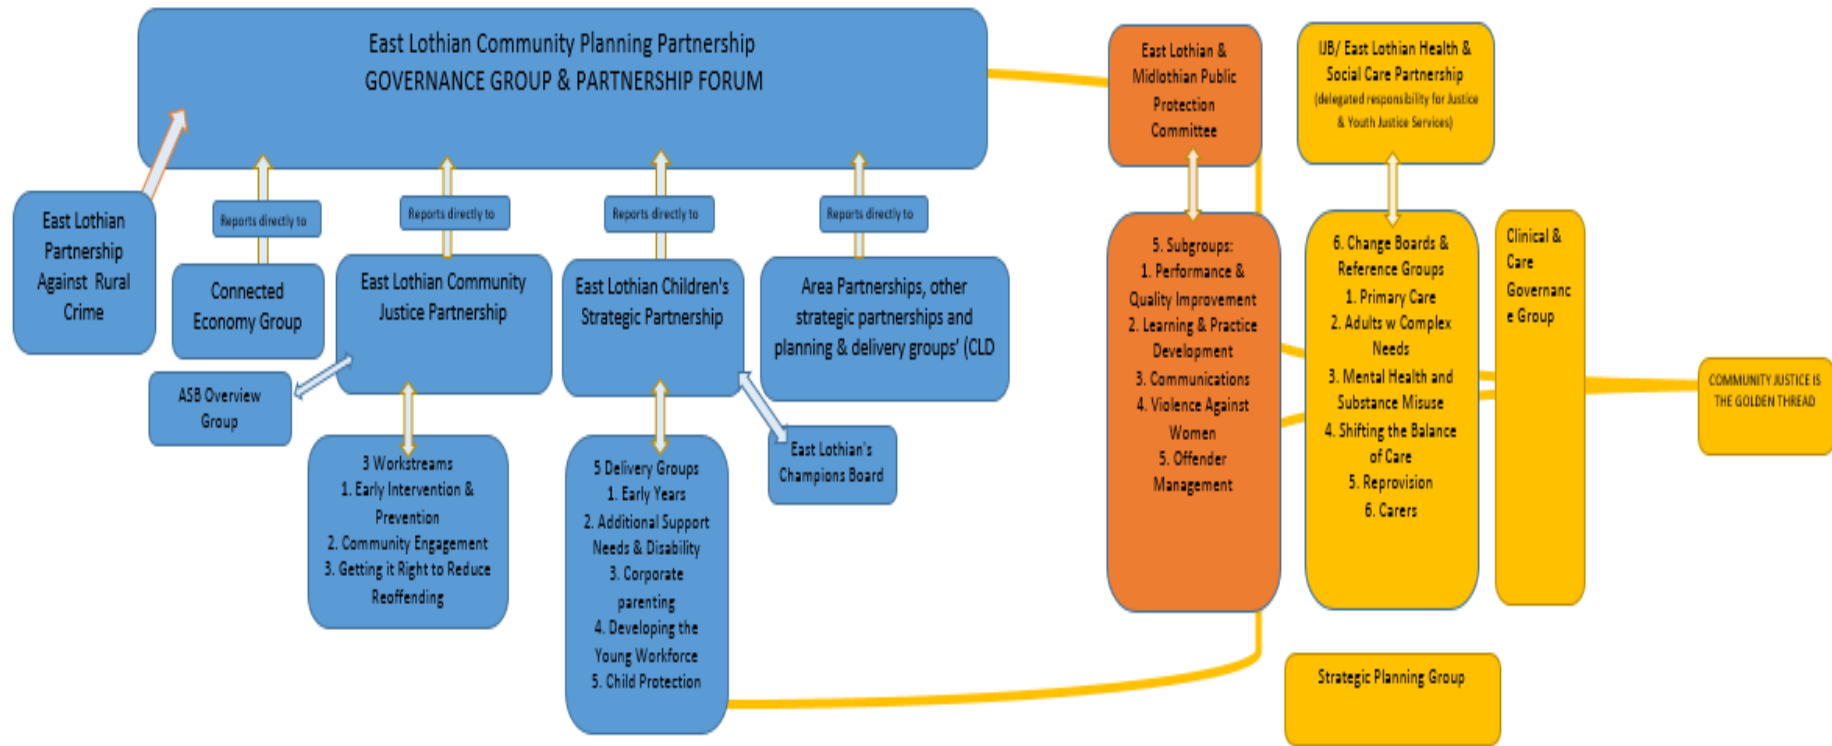 East Lothian Community Planning Partnership
GOVERNANCE GROUP & PARTNERSHIP FORUM
East Lothian &
Midlothian Public
Protection
Committee
IJB/ East Lothian Health &
Social Care Partnership
(delegated responsibility for Justice
& Youth Justice Services)
East Lothian
Partnership
Against Rural
Crime
Reports directly to
Reports directly to
Reports directly to
Reports directly to
Connected
Economy Group
East Lothian Community
Justice Partnership
East Lothian Children's
Strategic Partnership
Area Partnerships, other
strategic partnerships and
planning & delivery groups’ (CLD
ASB Overview
Group
East Lothian's
Champions Board
3 Workstreams
1. Early Intervention &
Prevention
2. Community Engagement
3. Getting it Right to Reduce
Reoffending
5 Delivery Groups
1. Early Years
2. Additional Support
Needs & Disability
3. Corporate
parenting
4. Developing the
Young Workforce
5. Child Protection
5. Subgroups:
1. Performance &
Quality Improvement
2. Learning & Practice
Development
3. Communications
4. Violence Against
Women
5. Offender
Management
6. Change Boards &
Reference Groups
1. Primary Care
2. Adults w Complex
Needs
3. Mental Health and
Substance Misuse
4. Shifting the Balance
of Care
5. Reprovision
6. Carers
Clinical &
Care
Governanc
e Group
COMMUNITY JUSTICE IS
THE GOLDEN THREAD
Strategic Planning Group